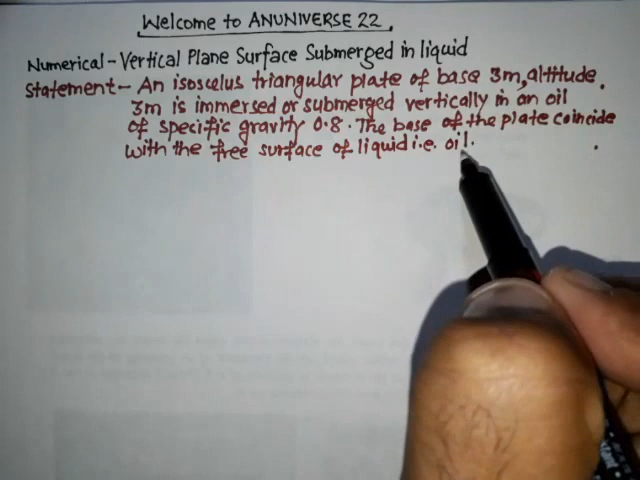 Welcome to ANUNIVERSE 22
Numerical - Vertical Plane Surface Submerged in liquid
Statement - An isoscelus triangular plate of base 3m, altitude.
3m is immersed or submerged vertically in an oil
of specific gravity 0.8. The base of the plate coincide
with the free surface of liquid i.e. oil.